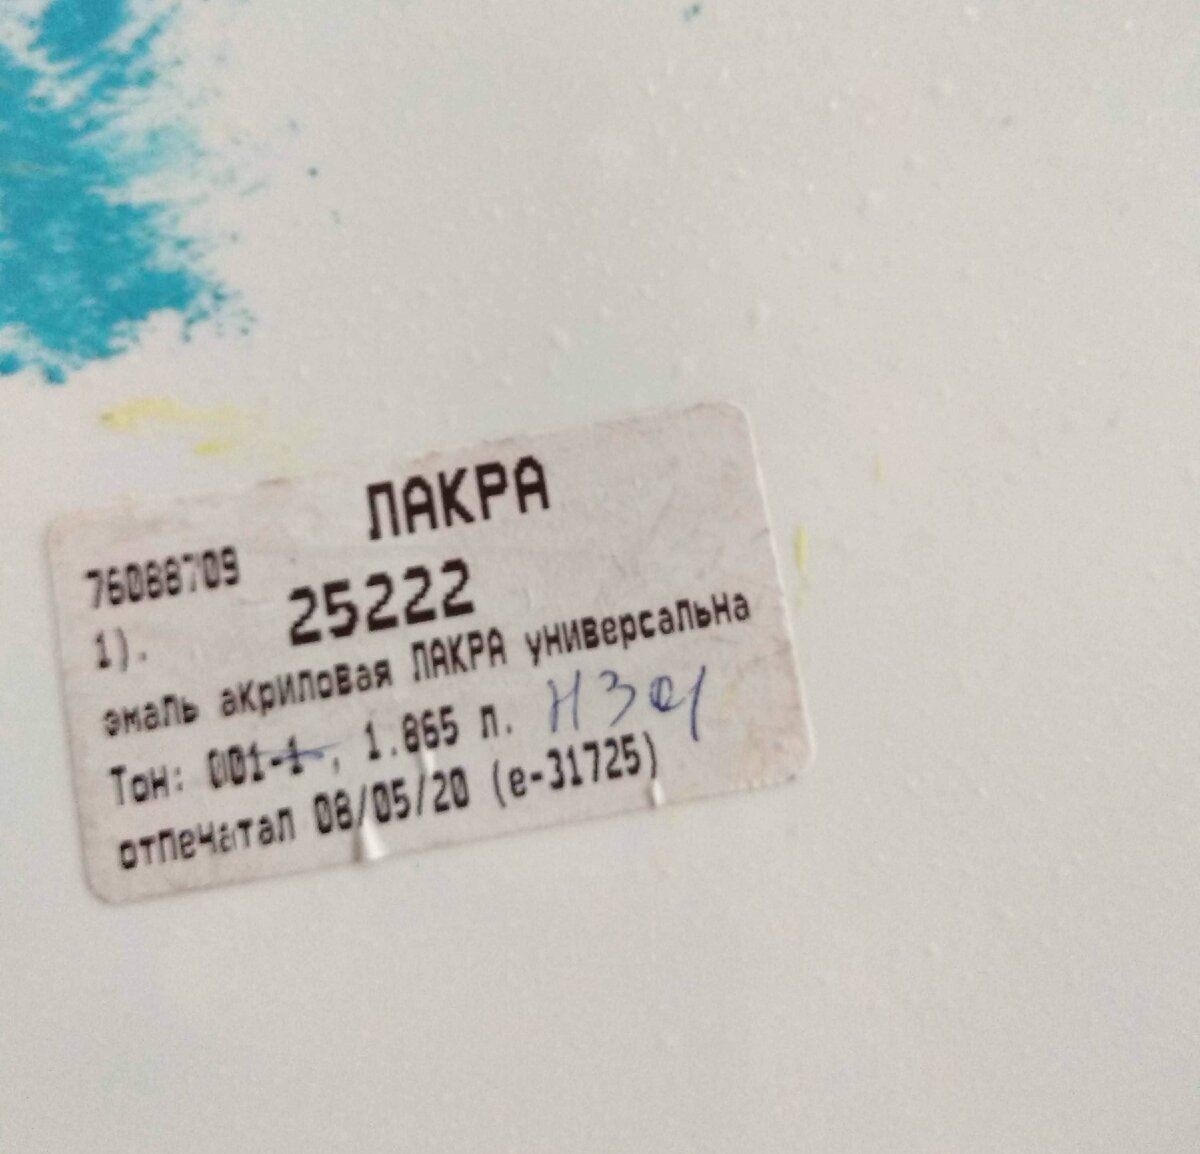 ЛАКРА
76088709
1). 25222
эмаль акриловая ЛАКРА универсальна
Тон: 001-1, 1.865 л. Н301
отпечатал 08/05/20 (е-31725)